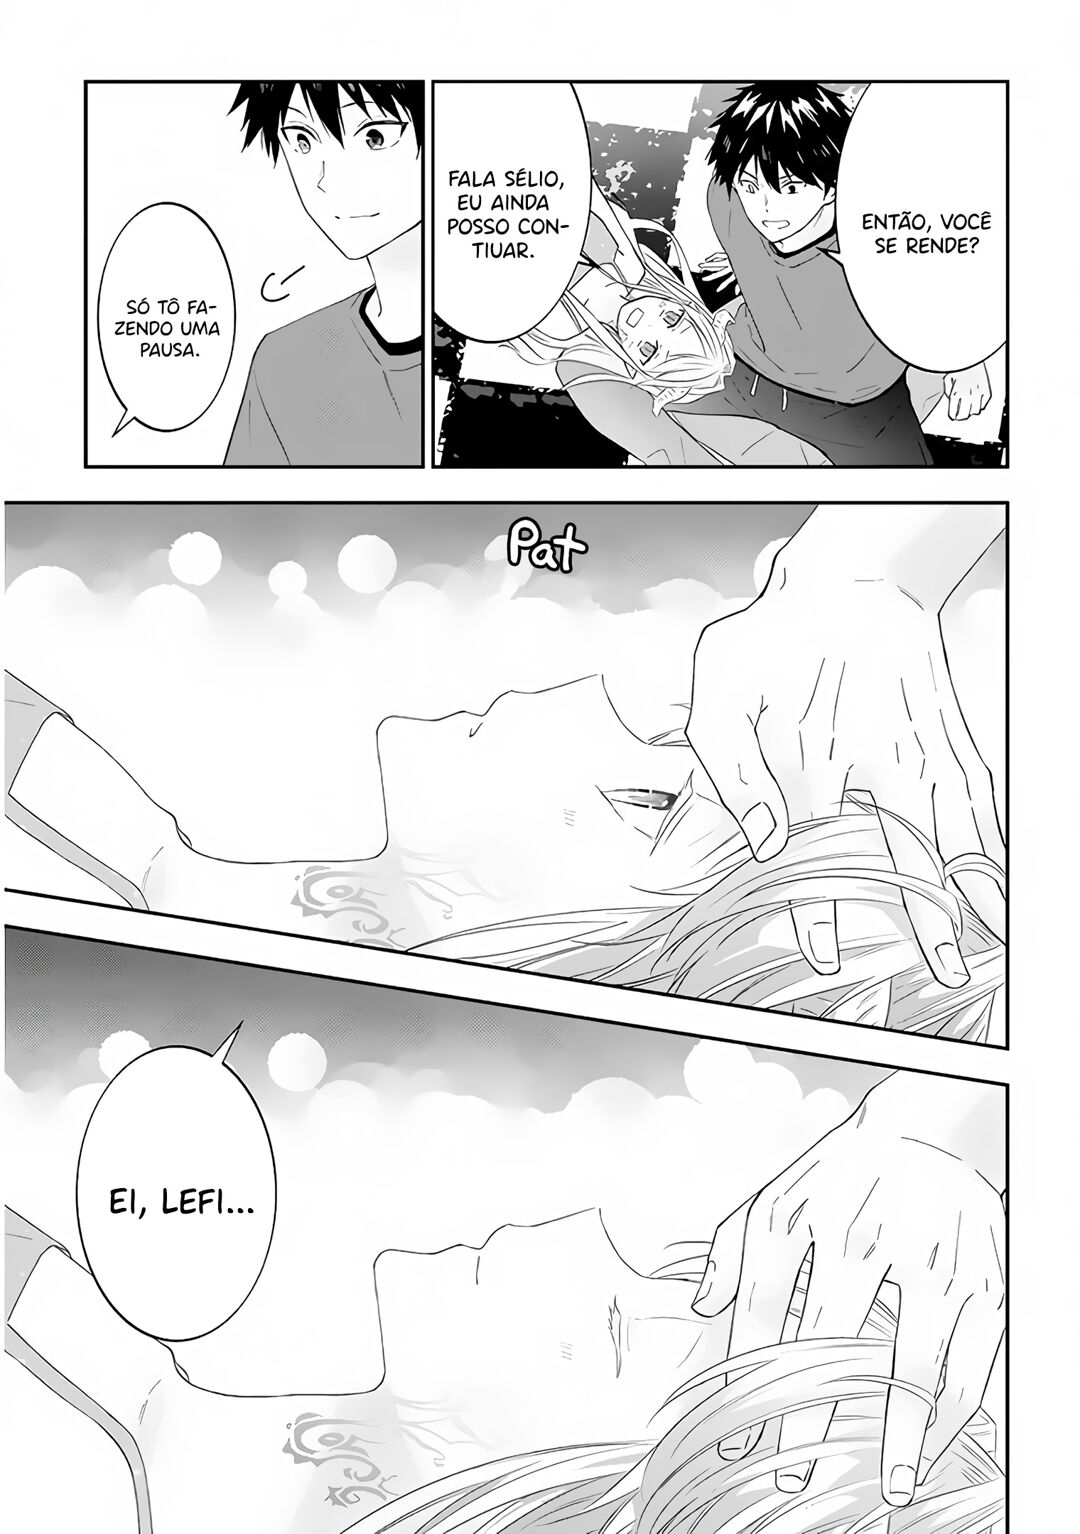 ENTÃO, VOCÊ
SE RENDE?
FALA SÉLIO,
EU AINDA
POSSO CON-
TIUAR.
SÓ TÔ FA-
ZENDO UMA
PAUSA.
Pat
EI, LEFI...